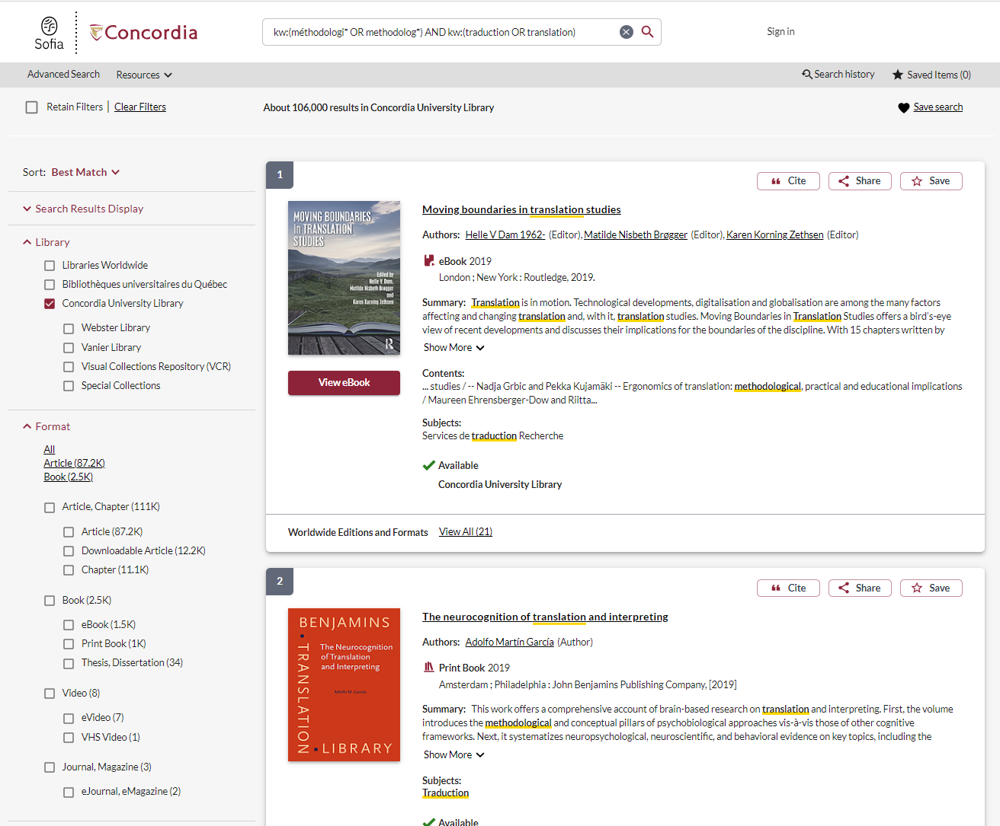 Sofia
Concordia
kw:(méthodologi* OR methodolog*) AND kw:(traduction OR translation)
Sign in
Advanced Search
Resources
Search history
Saved Items (0)
Retain Filters | Clear Filters
About 106,000 results in Concordia University Library
Save search
Sort: Best Match
Search Results Display
Library
Libraries Worldwide
Bibliothèques universitaires du Québec
Concordia University Library
Webster Library
Vanier Library
Visual Collections Repository (VCR)
Special Collections
Format
All
Article (87.2K)
Book (2.5K)
Article, Chapter (111K)
Article (87.2K)
Downloadable Article (12.2K)
Chapter (11.1K)
Book (2.5K)
eBook (1.5K)
Print Book (1K)
Thesis, Dissertation (34)
Video (8)
eVideo (7)
VHS Video (1)
Journal, Magazine (3)
eJournal, eMagazine (2)
1
Cite
Share
Save
MOVING BOUNDARIES
in TRANSLATION
STUDIES
Edited by
Helle V. Dam,
Matilde Nisbeth Brøgger
and
Karen Korning Zethsen
R
View eBook
Moving boundaries in translation studies
Authors: Helle V Dam 1962- (Editor), Matilde Nisbeth Brøgger (Editor), Karen Korning Zethsen (Editor)
eBook 2019
London ; New York : Routledge, 2019.
Summary: Translation is in motion. Technological developments, digitalisation and globalisation are among the many factors
affecting and changing translation and, with it, translation studies. Moving Boundaries in Translation Studies offers a bird's-eye
view of recent developments and discusses their implications for the boundaries of the discipline. With 15 chapters written by
Show More
Contents:
... studies / -- Nadja Grbic and Pekka Kujamäki -- Ergonomics of translation: methodological, practical and educational implications
/ Maureen Ehrensberger-Dow and Riitta...
Subjects:
Services de traduction Recherche
Available
Concordia University Library
Worldwide Editions and Formats View All (21)
2
Cite
Share
Save
BENJAMINS
TRANSLATION
LIBRARY
The Neurocognition
of Translation
and Interpreting
Adolfo M. García
The neurocognition of translation and interpreting
Authors: Adolfo Martín García (Author)
Print Book 2019
Amsterdam ; Philadelphia : John Benjamins Publishing Company, [2019]
Summary: This work offers a comprehensive account of brain-based research on translation and interpreting. First, the volume
introduces the methodological and conceptual pillars of psychobiological approaches vis-à-vis those of other cognitive
frameworks. Next, it systematizes neuropsychological, neuroscientific, and behavioral evidence on key topics, including the
Show More
Subjects:
Traduction
Available